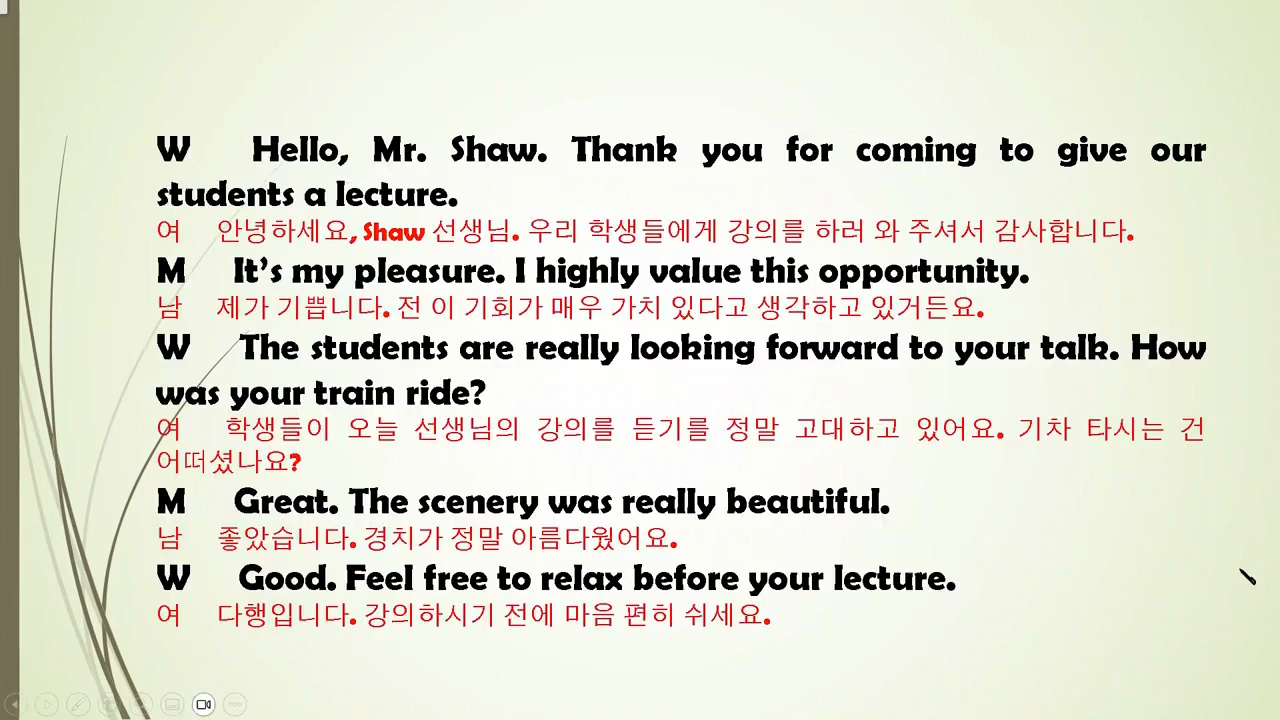 W Hello, Mr. Shaw. Thank you for coming to give our
students a lecture.
여 안녕하세요, Shaw 선생님. 우리 학생들에게 강의를 하러 와 주셔서 감사합니다.
M It’s my pleasure. I highly value this opportunity.
남 제가 기쁩니다. 전 이 기회가 매우 가치 있다고 생각하고 있거든요.
W The students are really looking forward to your talk. How
was your train ride?
여 학생들이 오늘 선생님의 강의를 듣기를 정말 고대하고 있어요. 기차 타시는 건
어떠셨나요?
M Great. The scenery was really beautiful.
남 좋았습니다. 경치가 정말 아름다웠어요.
W Good. Feel free to relax before your lecture.
여 다행입니다. 강의하시기 전에 마음 편히 쉬세요.